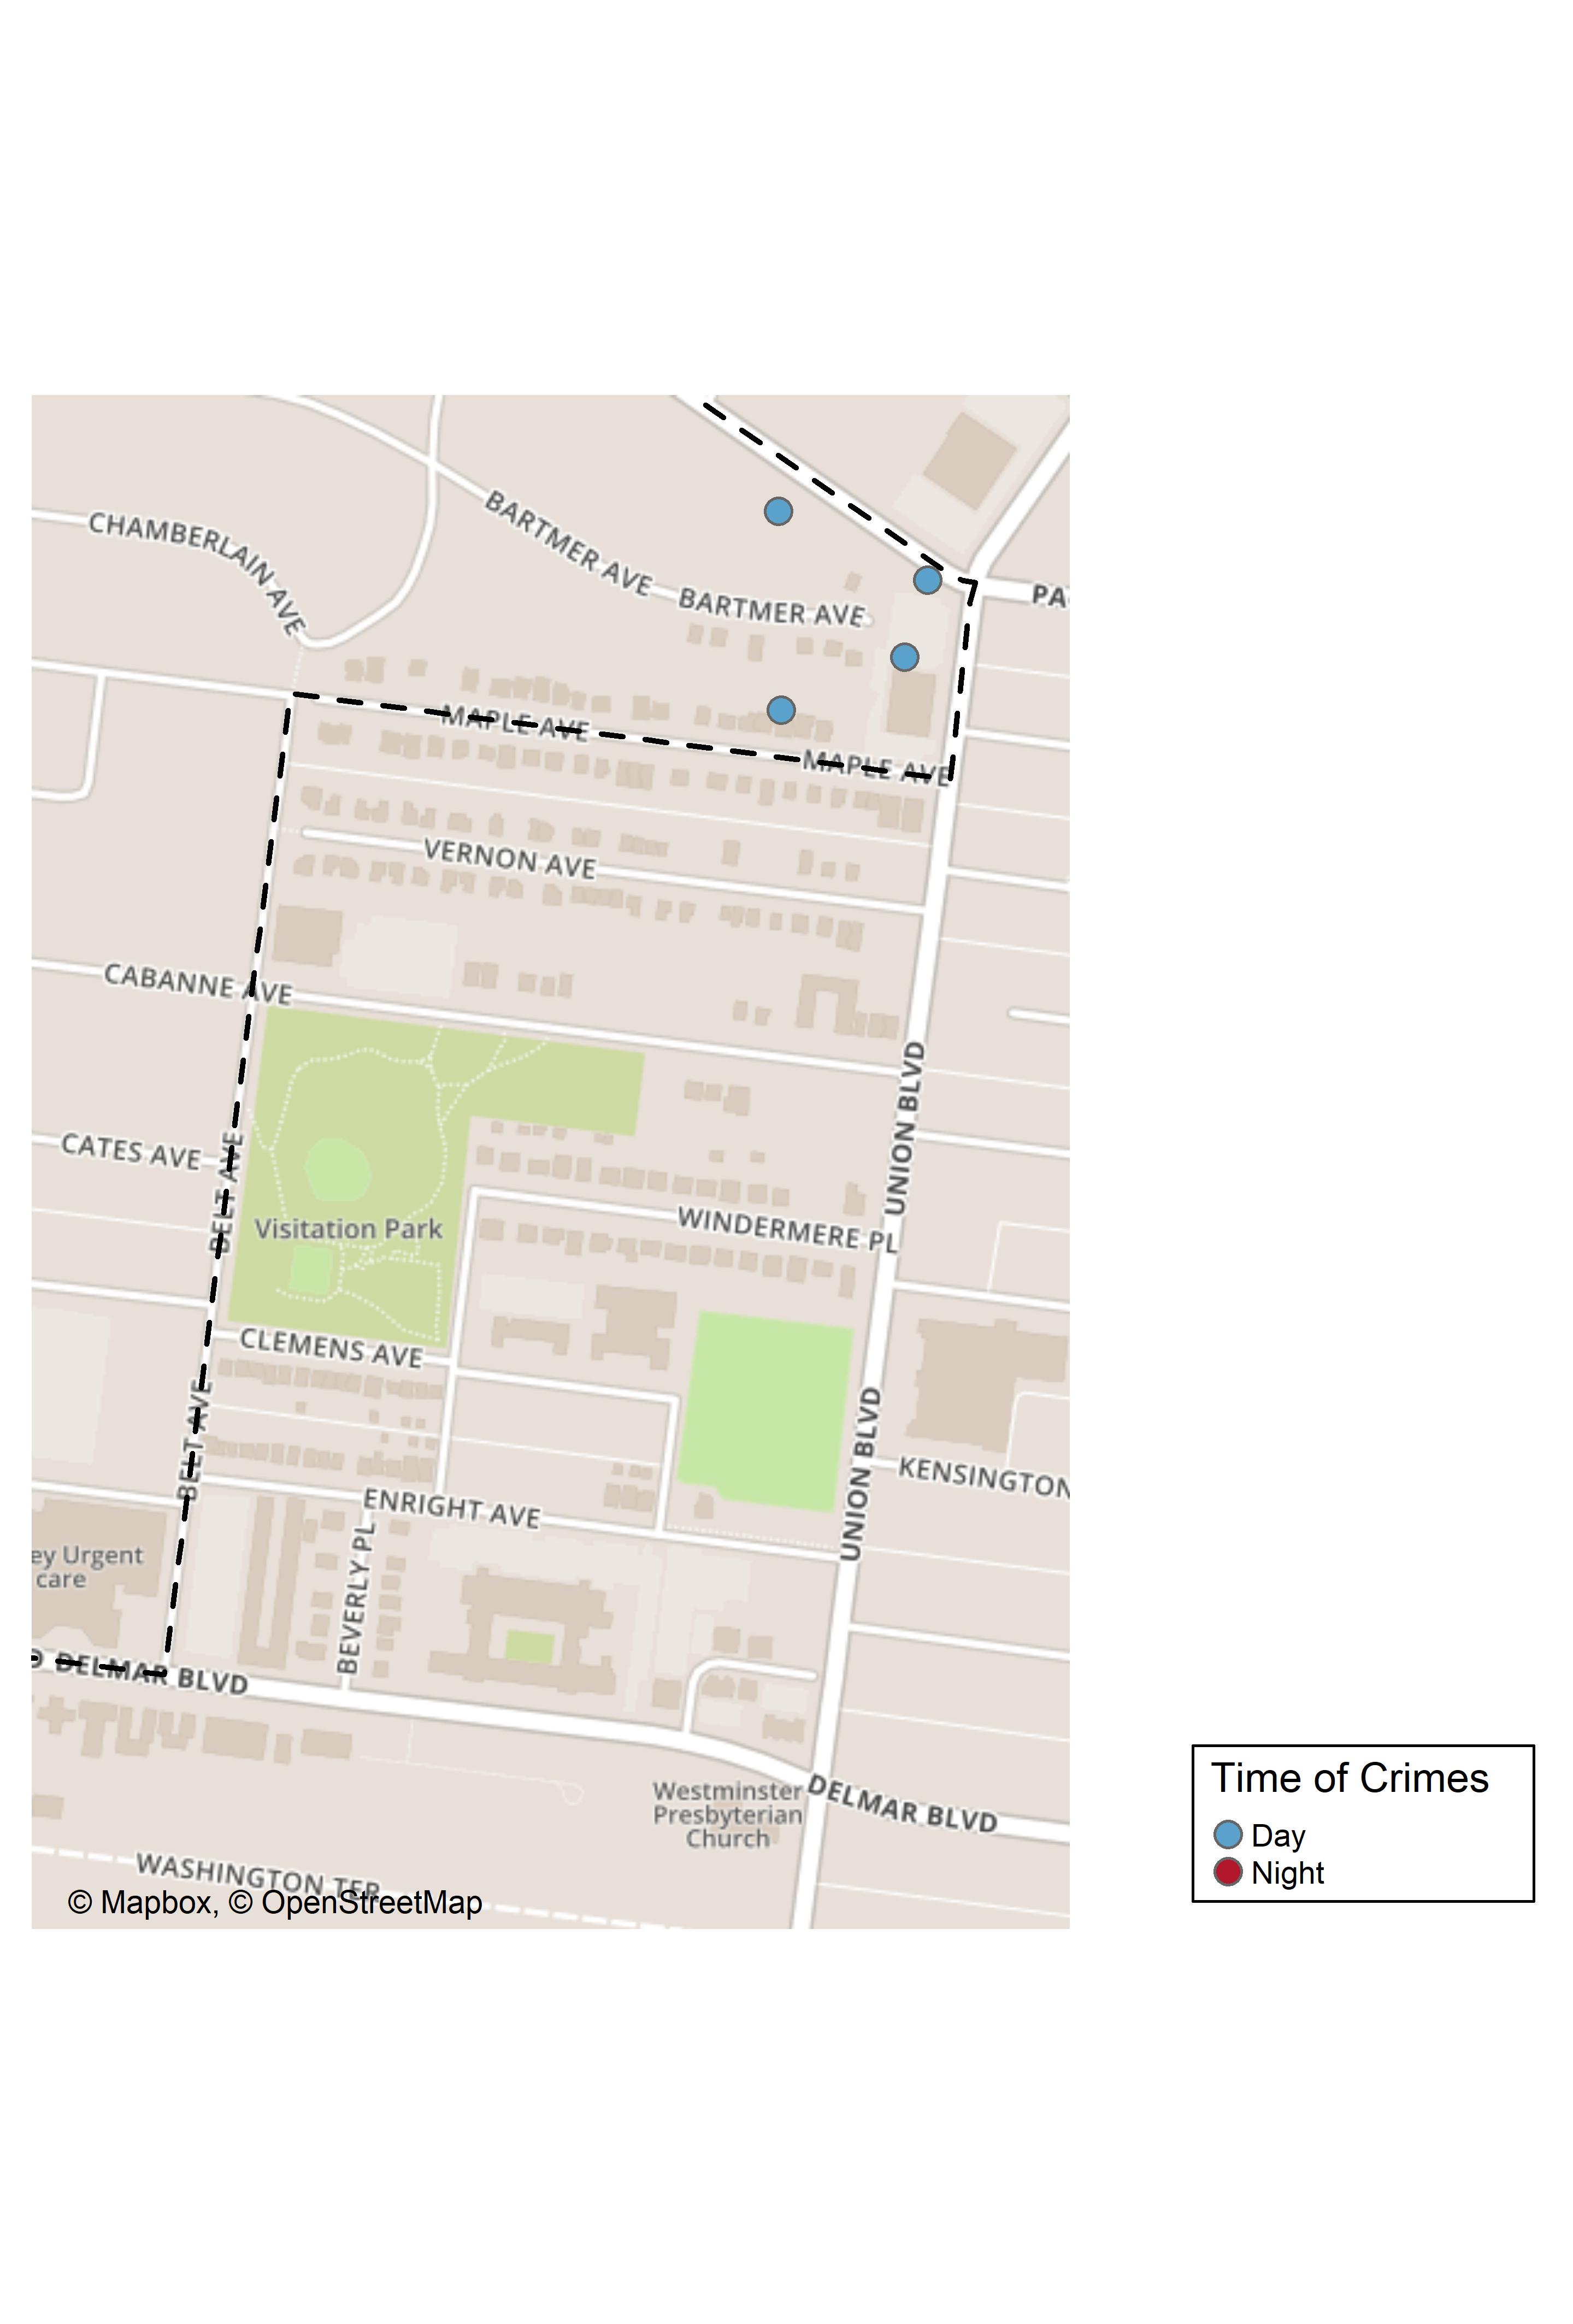 CHAMBERLAIN AVE
BARTMER AVE
BARTMER AVE
PA
MAPLE AVE
MAPLE AVE
VERNON AVE
CABANNE AVE
UNION BLVD
CATES AVE
BELT AVE
Visitation Park
WINDERMERE PL
CLEMENS AVE
BELT AVE
UNION BLVD
KENSINGTON
ENRIGHT AVE
BEVERLY PL
ey Urgent
care
D DELMAR BLVD
Westminster
Presbyterian
Church
DELMAR BLVD
WASHINGTON TER
© Mapbox, © OpenStreetMap
Time of Crimes
Day
Night